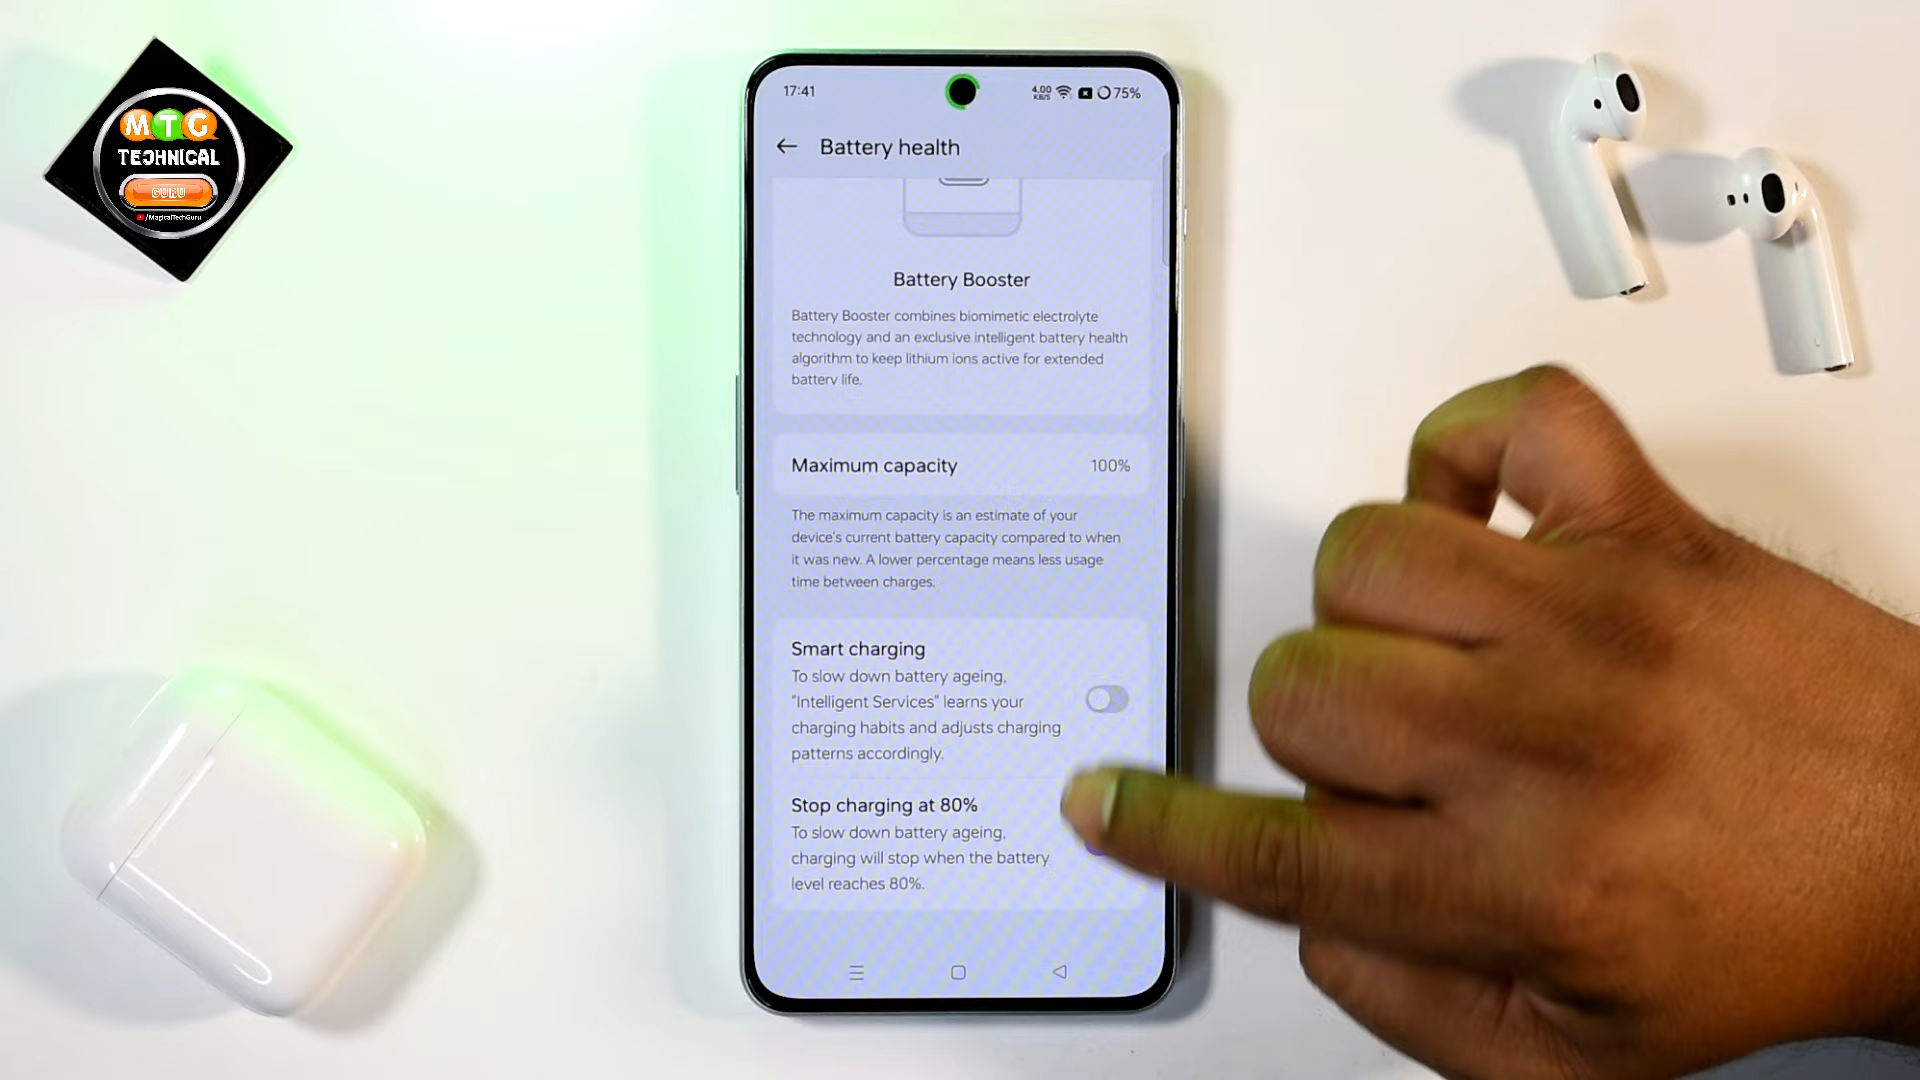 MTG
TECHNICAL
GURU
/MagicalTechGuru
17:41
4.00
KB/S
75%
Battery health
Battery Booster
Battery Booster combines biomimetic electrolyte
technology and an exclusive intelligent battery health
algorithm to keep lithium ions active for extended
battery life.
Maximum capacity
100%
The maximum capacity is an estimate of your
device's current battery capacity compared to when
it was new. A lower percentage means less usage
time between charges.
Smart charging
To slow down battery ageing,
"Intelligent Services" learns your
charging habits and adjusts charging
patterns accordingly.
Stop charging at 80%
To slow down battery ageing,
charging will stop when the battery
level reaches 80%.